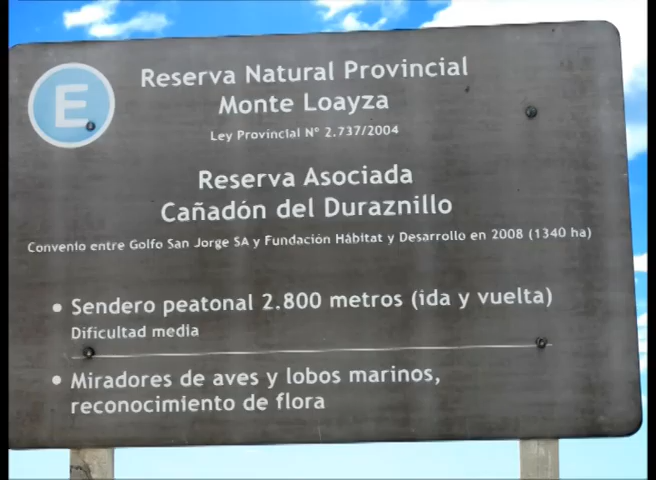 E
Reserva Natural Provincial
Monte Loayza
Ley Provincial N° 2.737/2004
Reserva Asociada
Cañadón del Duraznillo
Convenio entre Golfo San Jorge SA y Fundación Hábitat y Desarrollo en 2008 (1340 ha)
• Sendero peatonal 2.800 metros (ida y vuelta)
Dificultad media
• Miradores de aves y lobos marinos,
reconocimiento de flora